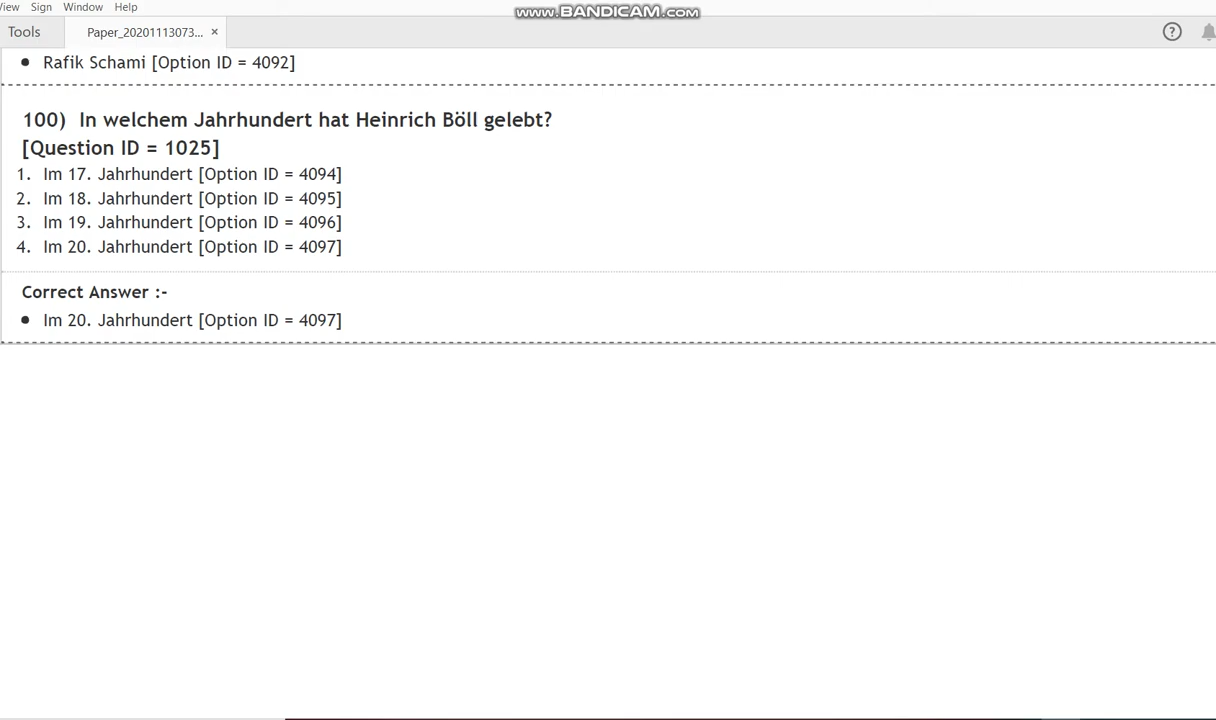 View Sign Window Help
www.BANDICAM.com
Tools Paper_20201113073... × ?
• Rafik Schami [Option ID = 4092]
100) In welchem Jahrhundert hat Heinrich Böll gelebt?
[Question ID = 1025]
1. Im 17. Jahrhundert [Option ID = 4094]
2. Im 18. Jahrhundert [Option ID = 4095]
3. Im 19. Jahrhundert [Option ID = 4096]
4. Im 20. Jahrhundert [Option ID = 4097]
Correct Answer :-
• Im 20. Jahrhundert [Option ID = 4097]